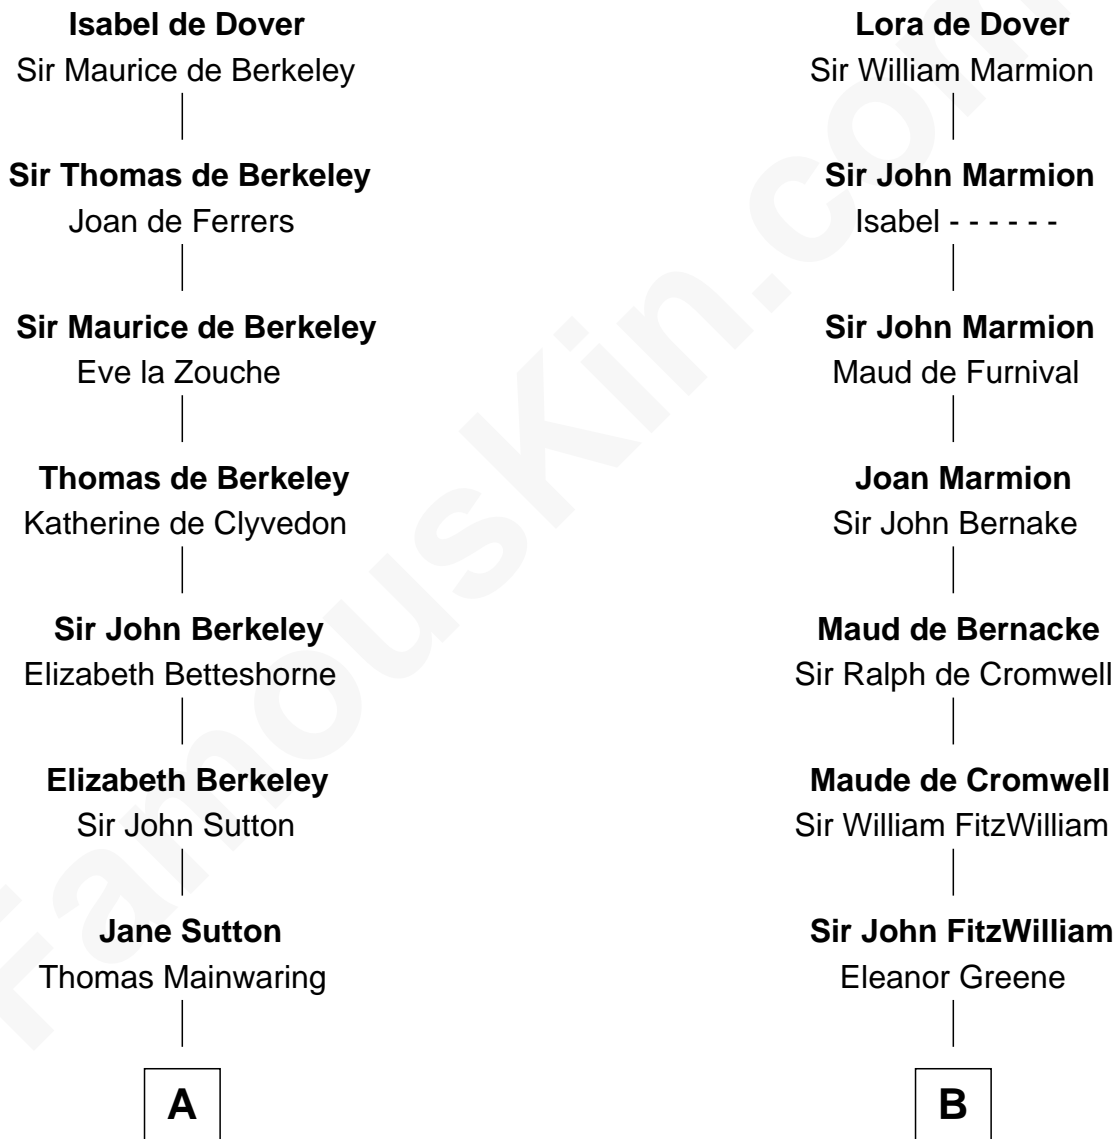 Isabel de Dover
Sir Maurice de Berkeley
Sir Thomas de Berkeley
Joan de Ferrers
Sir Maurice de Berkeley
Eve la Zouche
Thomas de Berkeley
Katherine de Clyvedon
Sir John Berkeley
Elizabeth Betteshorne
Elizabeth Berkeley
Sir John Sutton
Jane Sutton
Thomas Mainwaring
A
Lora de Dover
Sir William Marmion
Sir John Marmion
Isabel - - - - - -
Sir John Marmion
Maud de Furnival
Joan Marmion
Sir John Bernake
Maud de Bernacke
Sir Ralph de Cromwell
Maude de Cromwell
Sir William FitzWilliam
Sir John FitzWilliam
Eleanor Greene
B
FamousKin.com